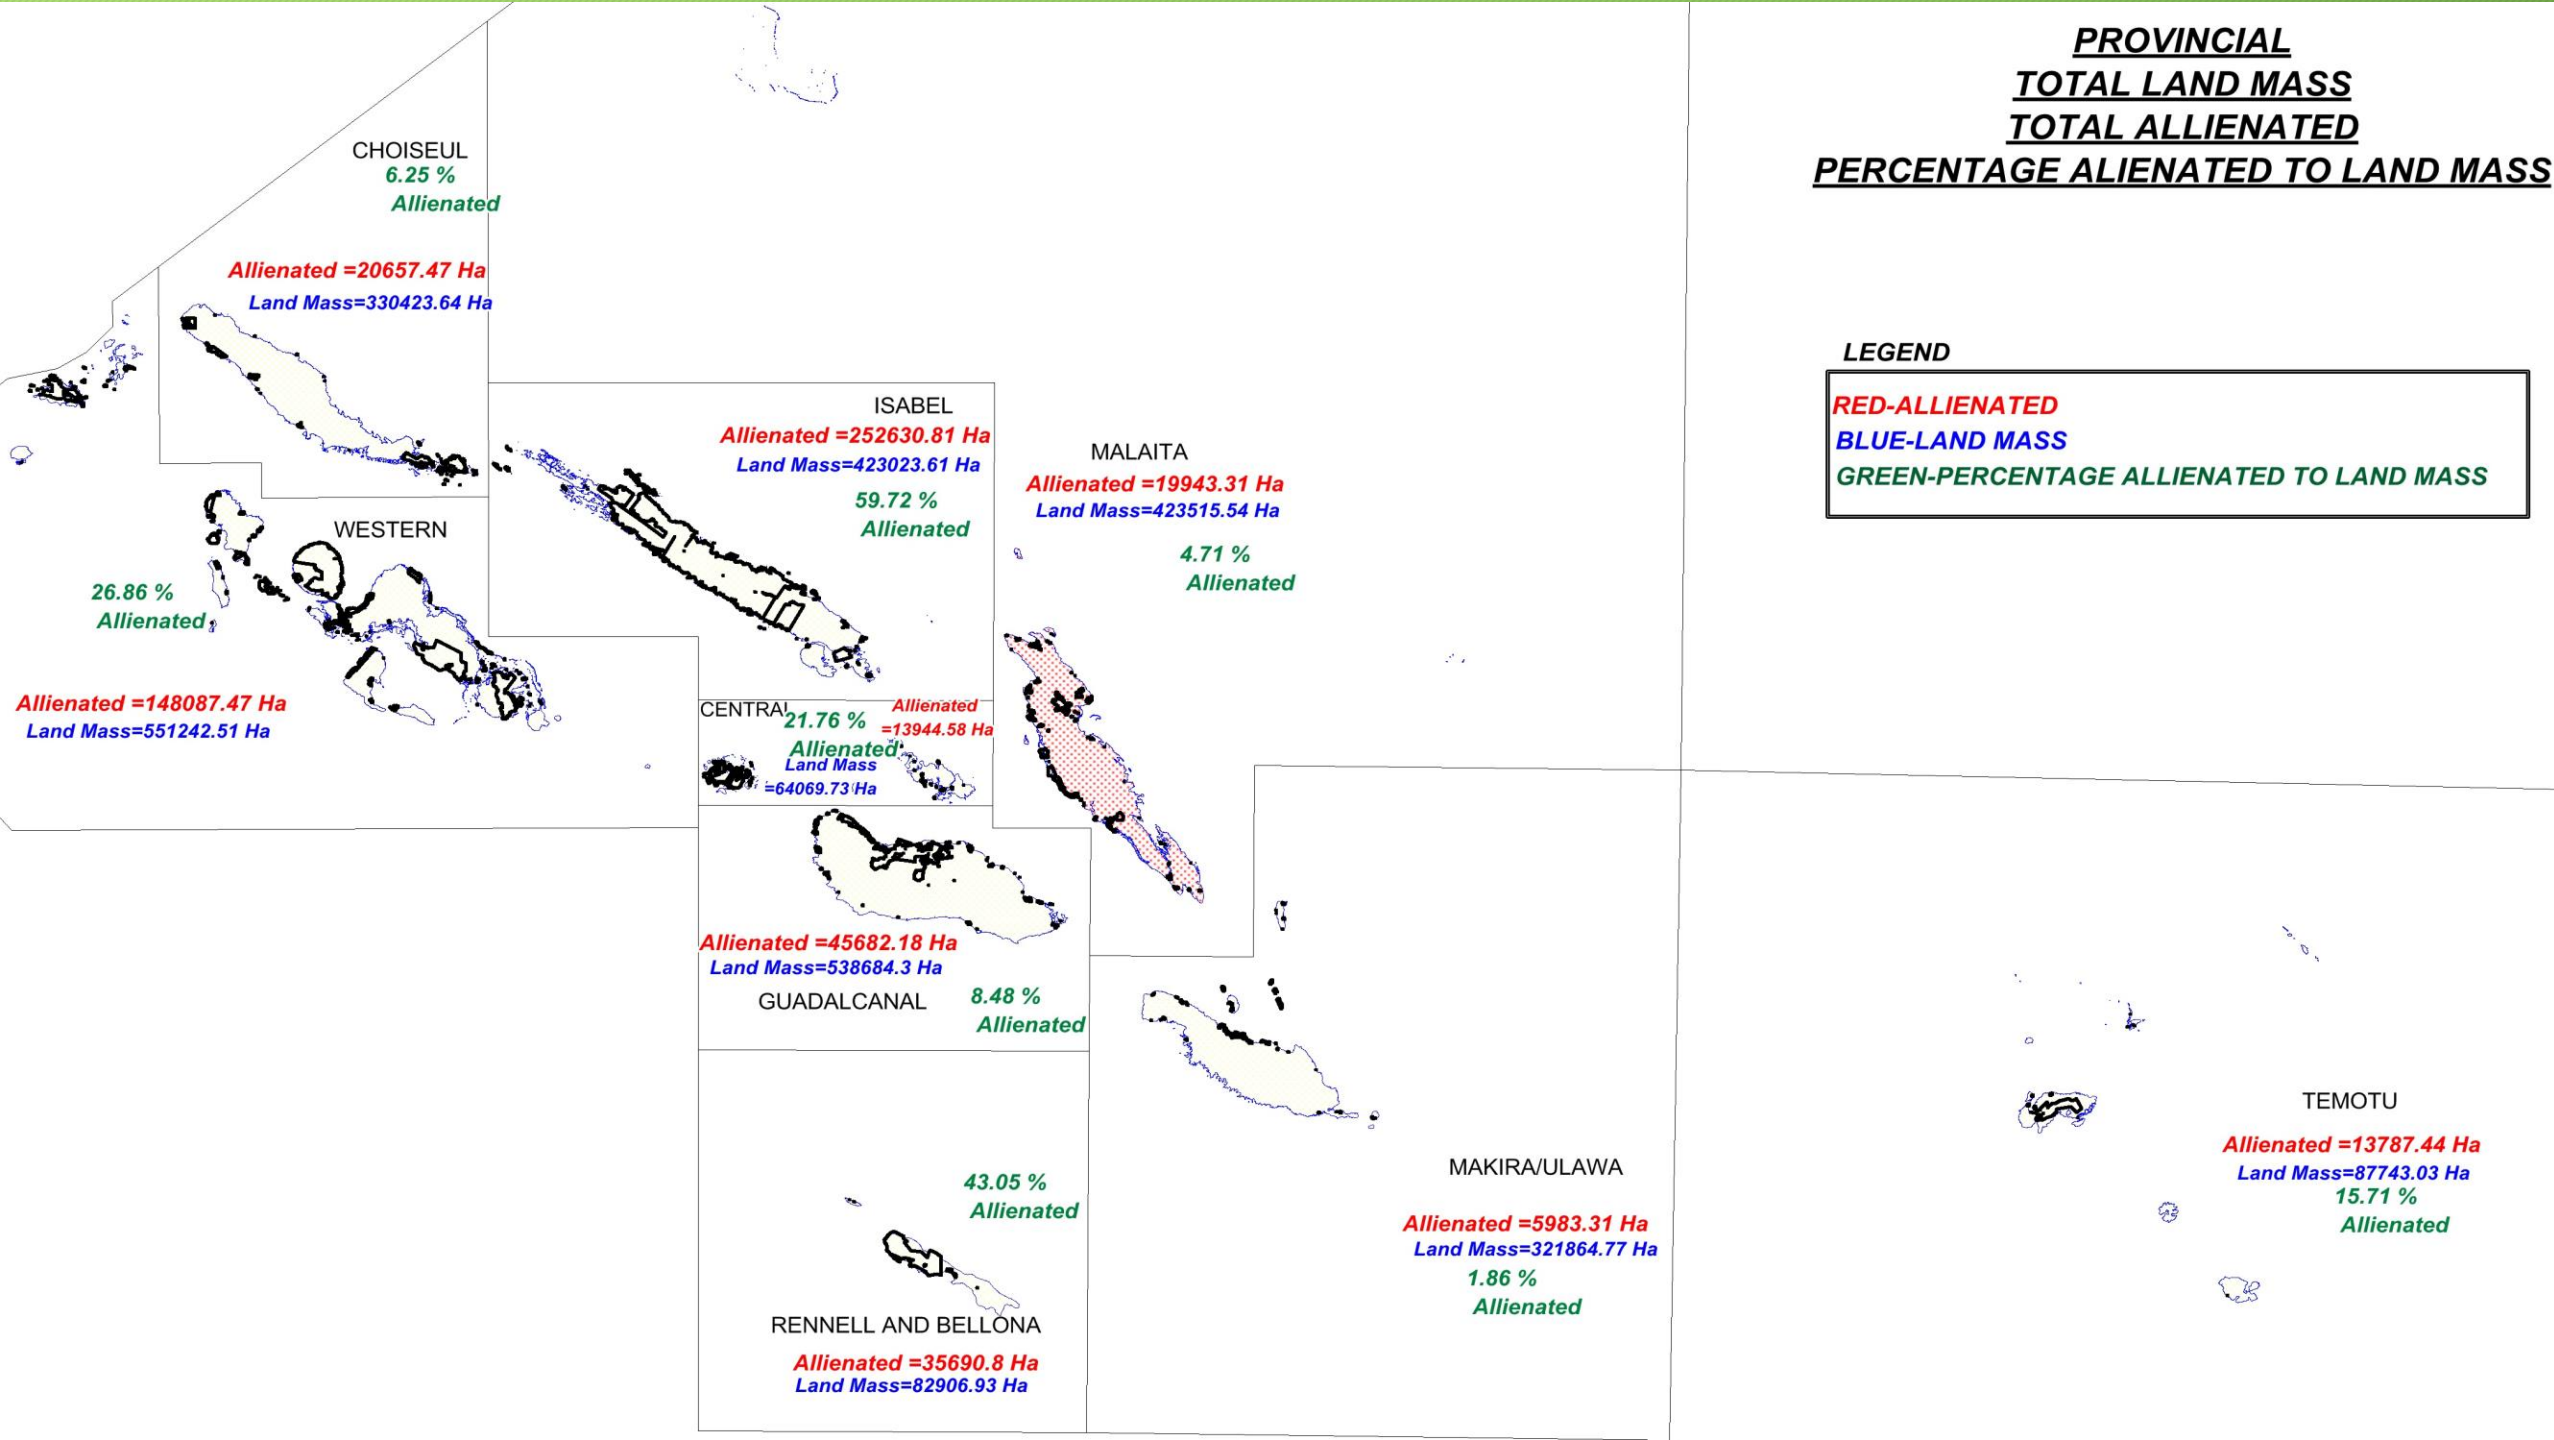 PROVINCIAL
TOTAL LAND MASS
TOTAL ALLIENATED
PERCENTAGE ALIENATED TO LAND MASS
LEGEND
RED-ALLIENATED
BLUE-LAND MASS
GREEN-PERCENTAGE ALLIENATED TO LAND MASS
CHOISEUL
6.25 %
Allienated
Allienated =20657.47 Ha
Land Mass=330423.64 Ha
ISABEL
Allienated =252630.81 Ha
Land Mass=423023.61 Ha
59.72 %
Allienated
MALAITA
Allienated =19943.31 Ha
Land Mass=423515.54 Ha
4.71 %
Allienated
WESTERN
26.86 %
Allienated
Allienated =148087.47 Ha
Land Mass=551242.51 Ha
CENTRAL
21.76 %
Allienated
Allienated
=13944.58 Ha
Land Mass
=64069.73 Ha
Allienated =45682.18 Ha
Land Mass=538684.3 Ha
GUADALCANAL
8.48 %
Allienated
43.05 %
Allienated
RENNELL AND BELLONA
Allienated =35690.8 Ha
Land Mass=82906.93 Ha
MAKIRA/ULAWA
Allienated =5983.31 Ha
Land Mass=321864.77 Ha
1.86 %
Allienated
TEMOTU
Allienated =13787.44 Ha
Land Mass=87743.03 Ha
15.71 %
Allienated